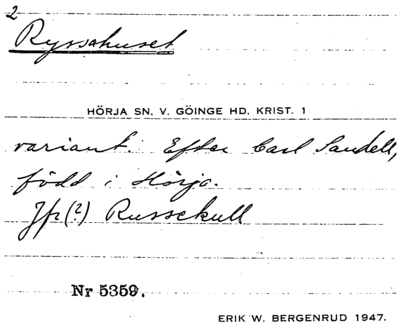 2
Ryssahuset
HÖRJA SN, V. GÖINGE HD, KRIST. 1
variant. Efter Carl Sandell,
född i Hörja.
Jfr (?) Russekull
Nr 5359.
ERIK W. BERGENRUD 1947.